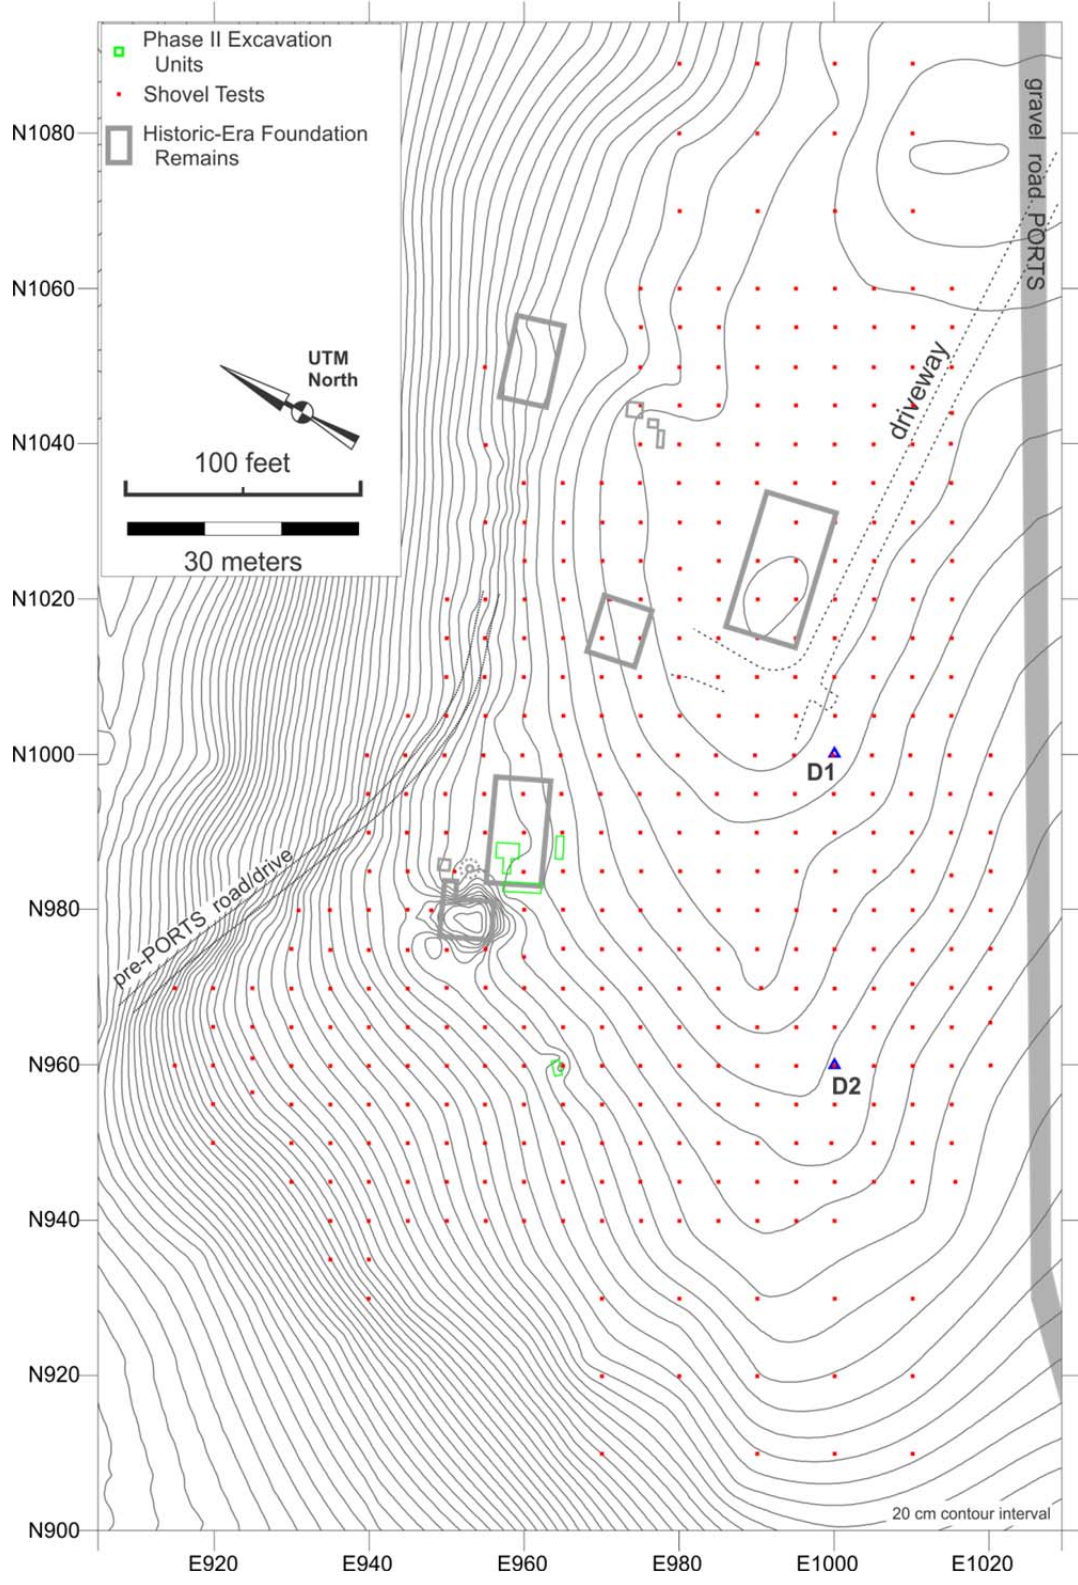 Phase II Excavation
Units
Shovel Tests
Historic-Era Foundation
Remains
UTM
North
100 feet
30 meters
gravel road PORTS
driveway
pre-PORTS road/drive
D1
D2
N1080
N1060
N1040
N1020
N1000
N980
N960
N940
N920
N900
20 cm contour interval
E920
E940
E960
E980
E1000
E1020